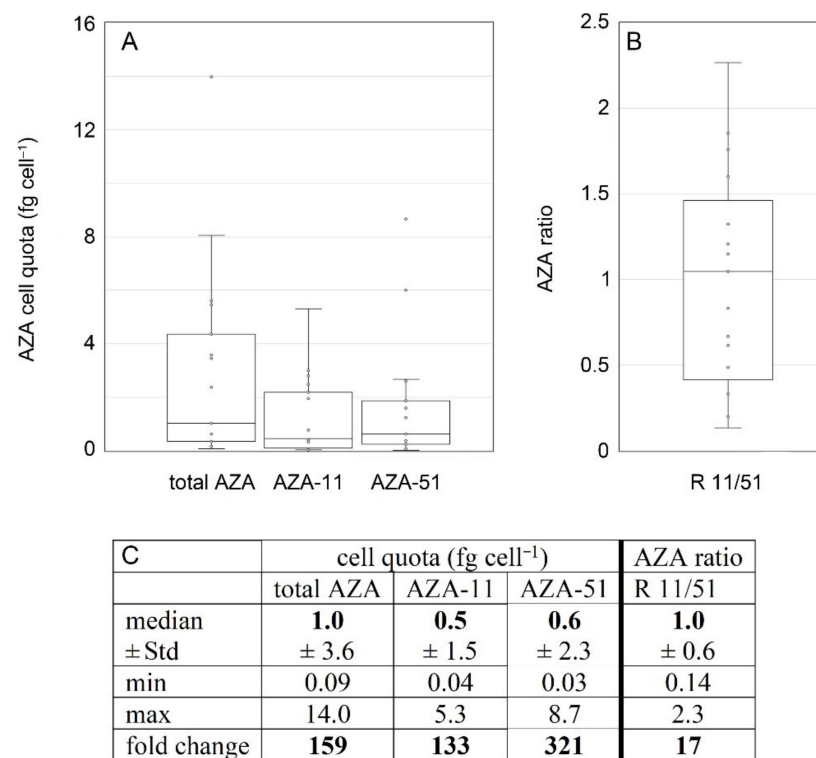 A
AZA cell quota (fg cell⁻¹)
16
12
8
4
0
total AZA AZA-11 AZA-51
B
AZA ratio
2.5
2
1.5
1
0.5
0
R 11/51
C cell quota (fg cell⁻¹) AZA ratio
total AZA AZA-11 AZA-51 R 11/51
median 1.0 0.5 0.6 1.0
± Std ± 3.6 ± 1.5 ± 2.3 ± 0.6
min 0.09 0.04 0.03 0.14
max 14.0 5.3 8.7 2.3
fold change 159 133 321 17